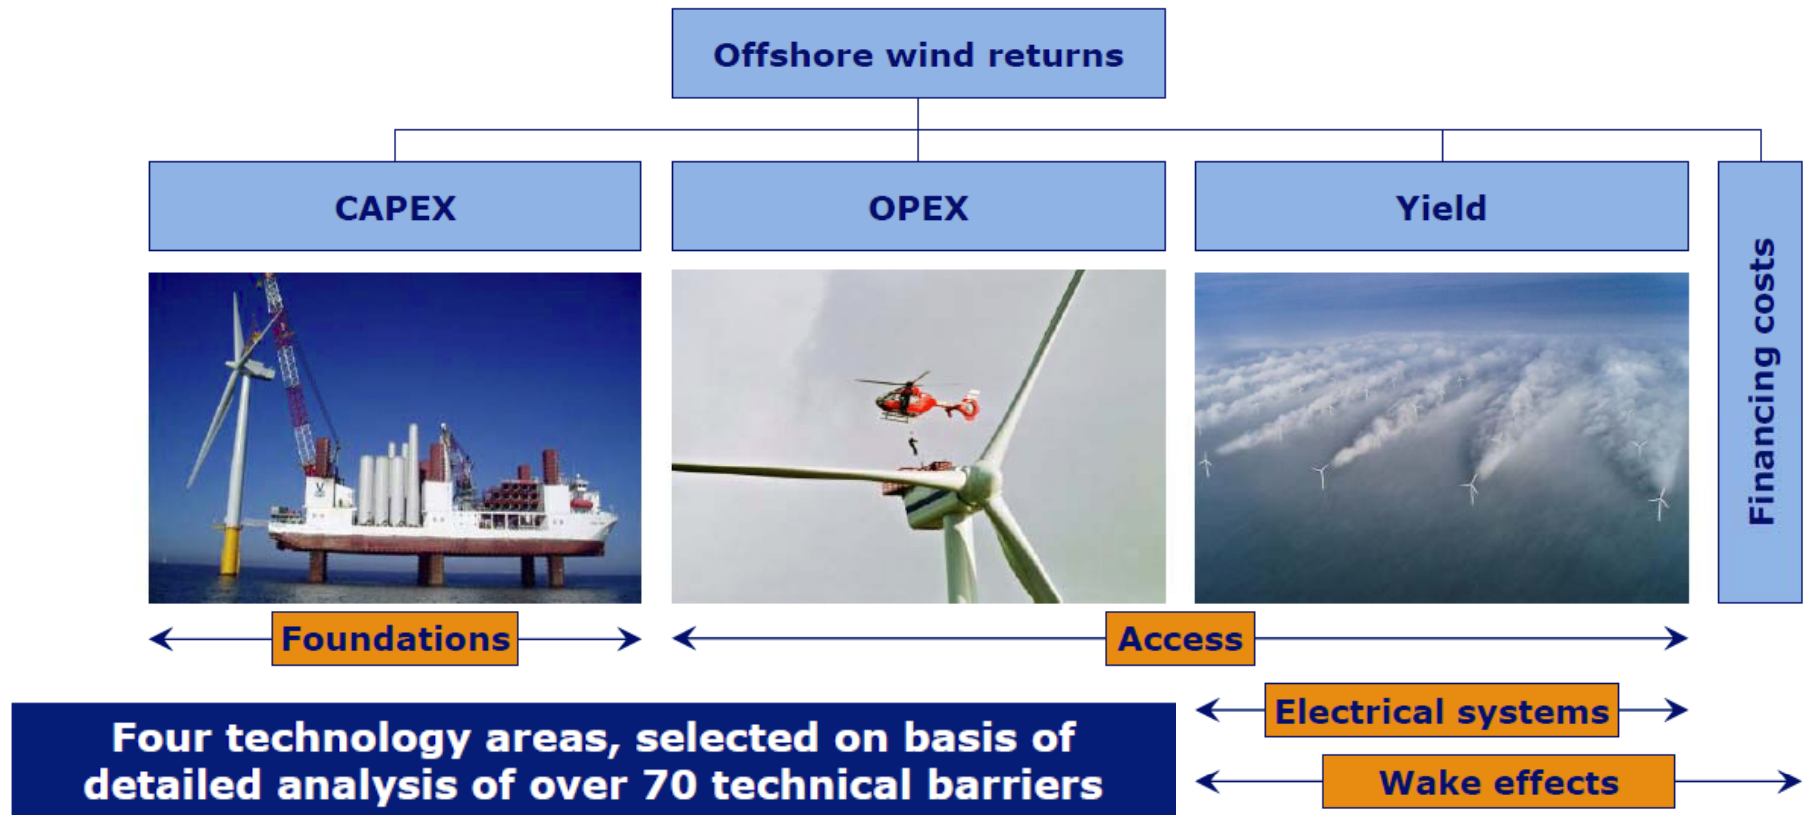 Offshore wind returns
CAPEX
OPEX
Yield
Financing costs
Foundations
Access
Electrical systems
Wake effects
Four technology areas, selected on basis of
detailed analysis of over 70 technical barriers